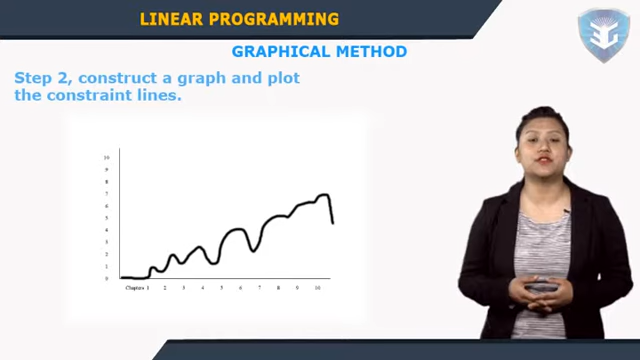 LINEAR PROGRAMMING
GRAPHICAL METHOD
Step 2, construct a graph and plot
the constraint lines.
10
9
8
7
6
5
4
3
2
1
0
Chapters 1 2 3 4 5 6 7 8 9 10